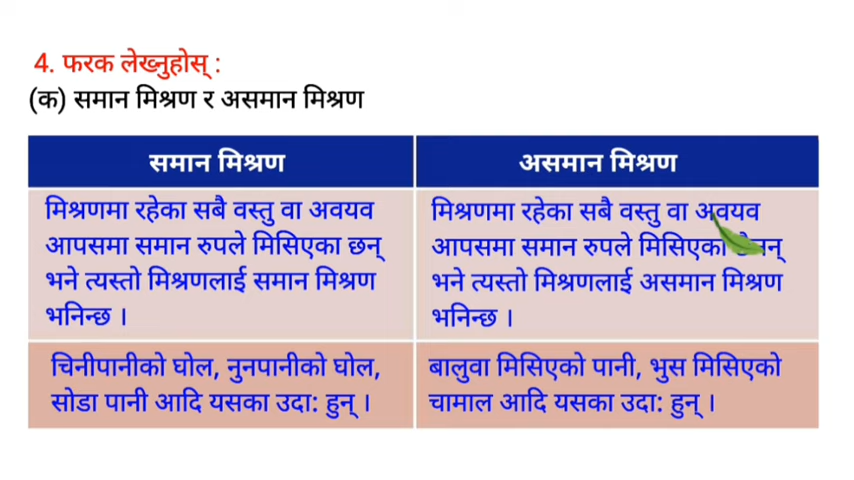 4. फरक लेख्नुहोस् :
(क) समान मिश्रण र असमान मिश्रण
समान मिश्रण
असमान मिश्रण
मिश्रणमा रहेका सबै वस्तु वा अवयव
आपसमा समान रुपले मिसिएका छन्
भने त्यस्तो मिश्रणलाई समान मिश्रण
भनिन्छ ।
मिश्रणमा रहेका सबै वस्तु वा अवयव
आपसमा समान रुपले मिसिएका
भने त्यस्तो मिश्रणलाई असमान मिश्रण
भनिन्छ ।
चिनीपानीको घोल, नुनपानीको घोल,
सोडा पानी आदि यसका उदा: हुन् ।
बालुवा मिसिएको पानी, भुस मिसिएको
चामाल आदि यसका उदा: हुन् ।